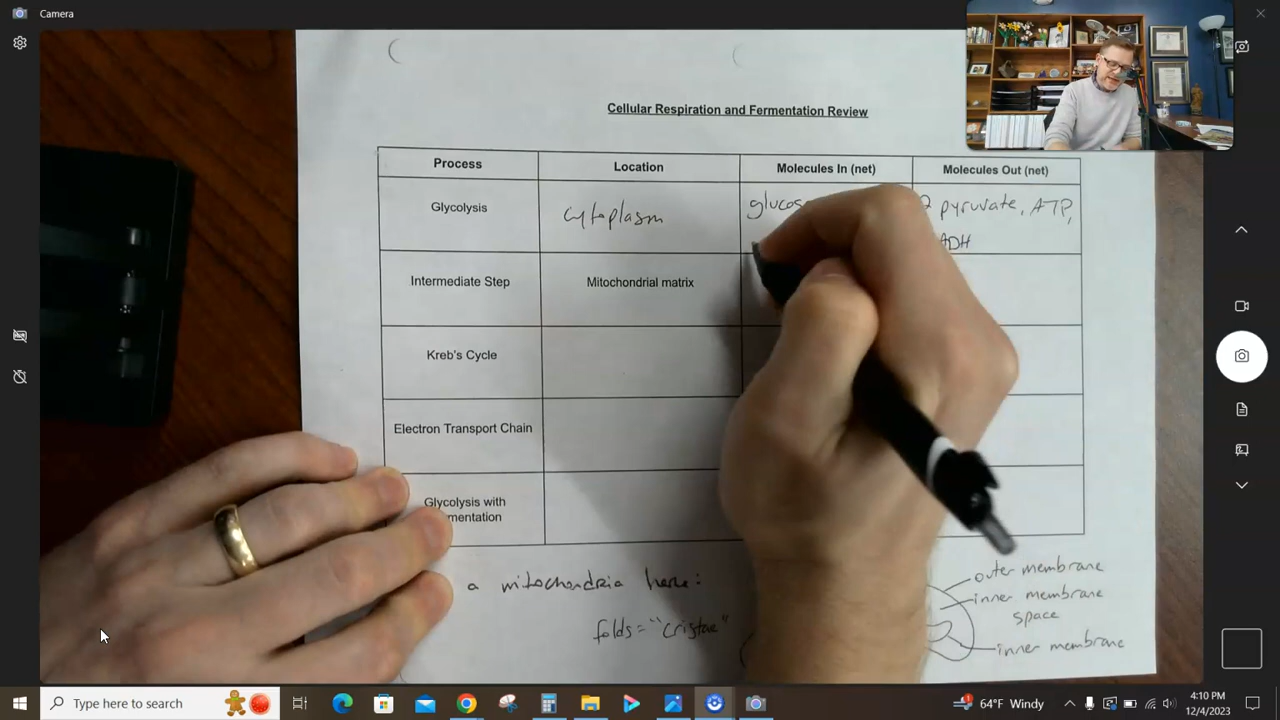 Camera
Cellular Respiration and Fermentation Review
Process Location Molecules In (net) Molecules Out (net)
Glycolysis cytoplasm 2 pyruvate, ATP,
Intermediate Step Mitochondrial matrix
Kreb's Cycle
Electron Transport Chain
Glycolysis with
a mitochondria here:
folds = "cristae"
outer membrane
inner membrane
space
inner membrane
Type here to search
64°F Windy
4:10 PM
12/4/2023